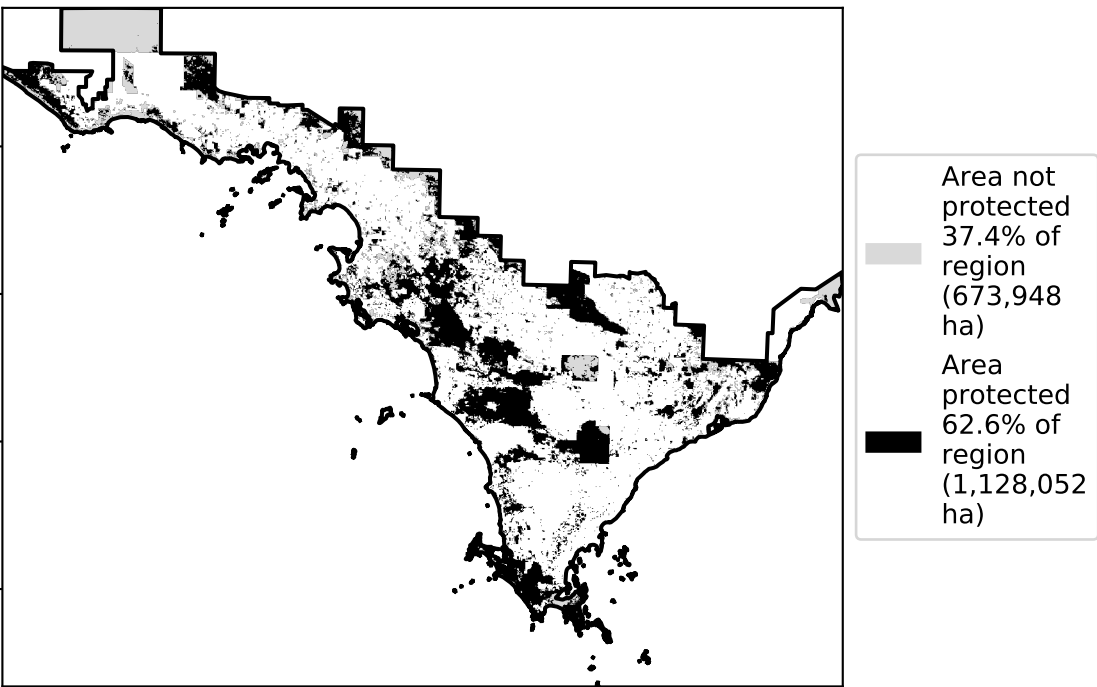 Area not
protected
37.4% of
region
(673,948
ha)
Area
protected
62.6% of
region
(1,128,052
ha)